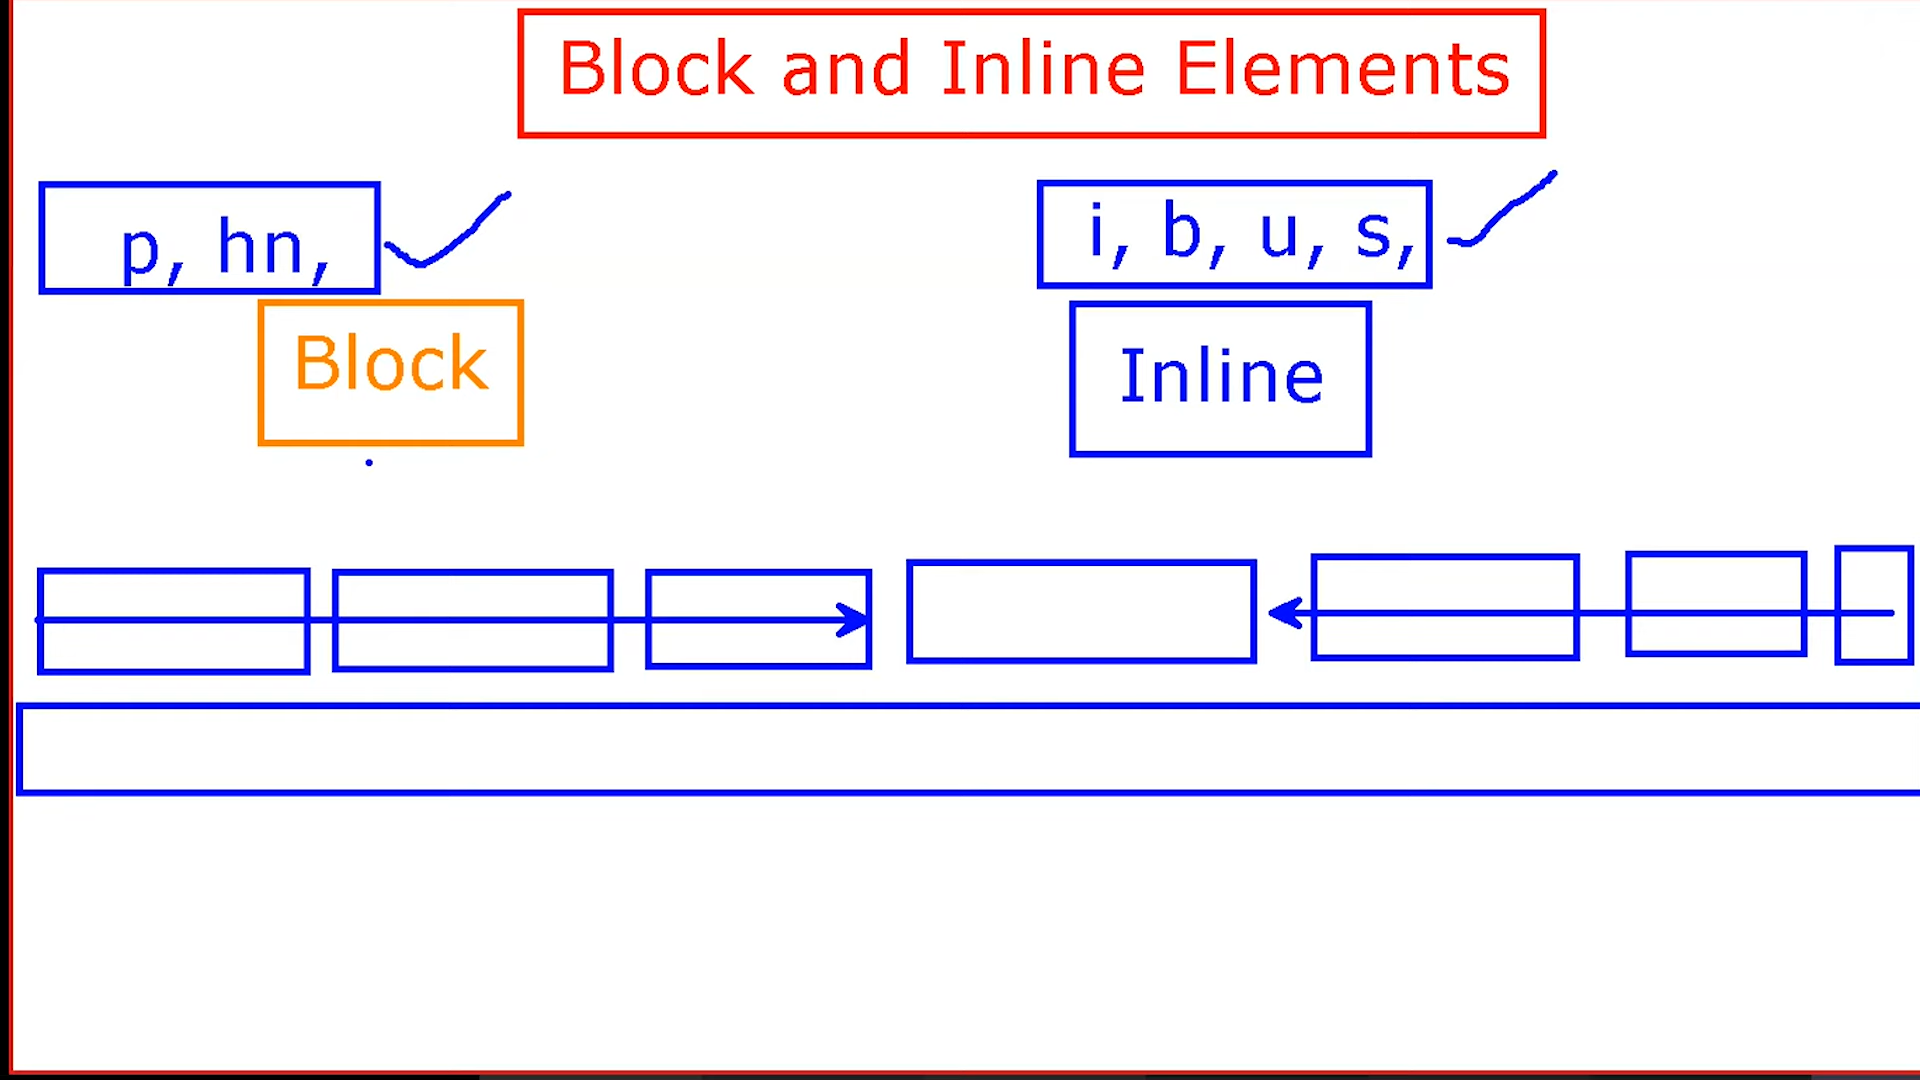 Block and Inline Elements
p, hn,
i, b, u, s,
Block
Inline